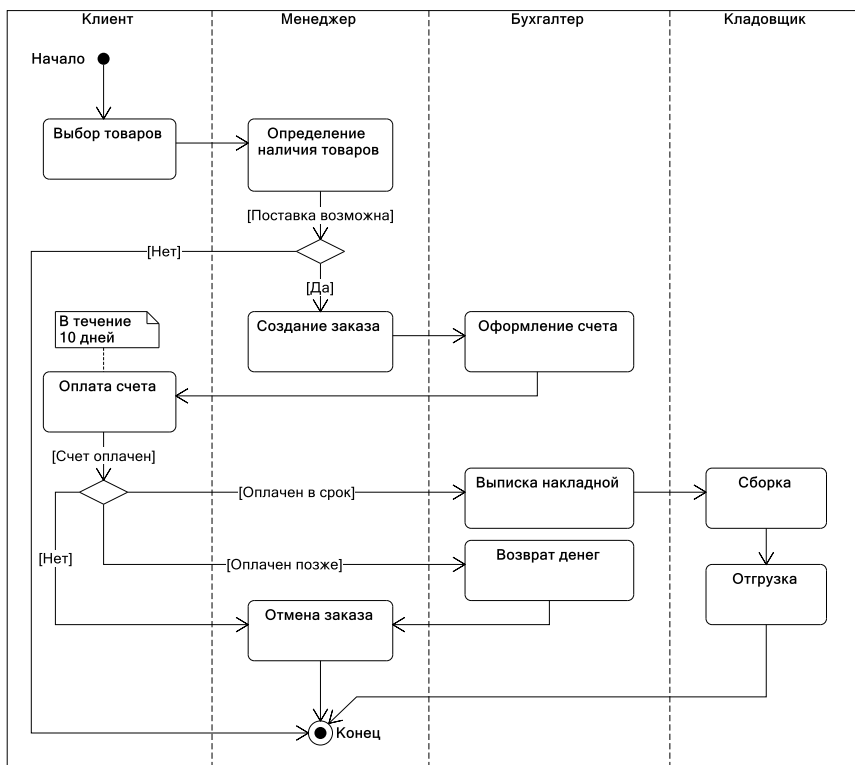 Клиент
Менеджер
Бухгалтер
Кладовщик
Начало
Выбор товаров
Определение
наличия товаров
[Поставка возможна]
[Нет]
[Да]
В течение
10 дней
Создание заказа
Оформление счета
Оплата счета
[Счет оплачен]
[Оплачен в срок]
Выписка накладной
Сборка
[Нет]
[Оплачен позже]
Возврат денег
Отгрузка
Отмена заказа
Конец